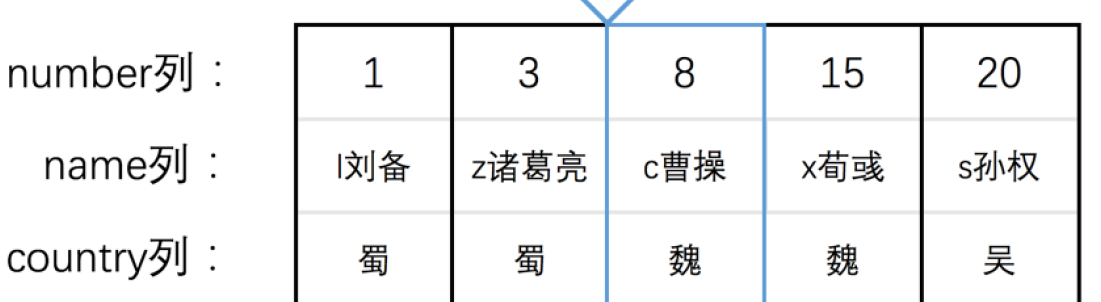 number列： 1 3 8 15 20
name列： l刘备 z诸葛亮 c曹操 x荀彧 s孙权
country列： 蜀 蜀 魏 魏 吴